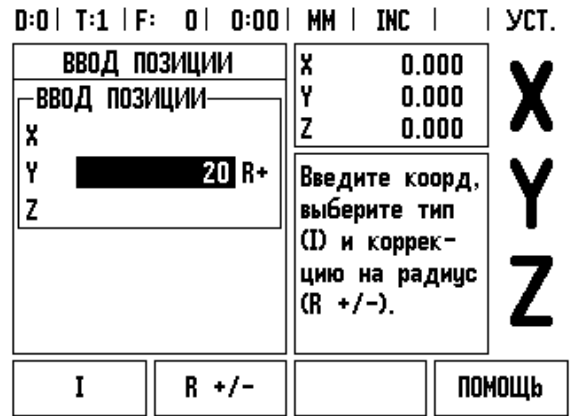 D:0 | T:1 | F: 0 | 0:00 | MM | INC | | УСТ.
ВВОД ПОЗИЦИИ
ВВОД ПОЗИЦИИ
X
Y 20 R+
Z
X 0.000
Y 0.000
Z 0.000
Введите коорд,
выберите тип
(I) и коррек-
цию на радиус
(R +/-).
X
Y
Z
I
R +/-
ПОМОЩЬ